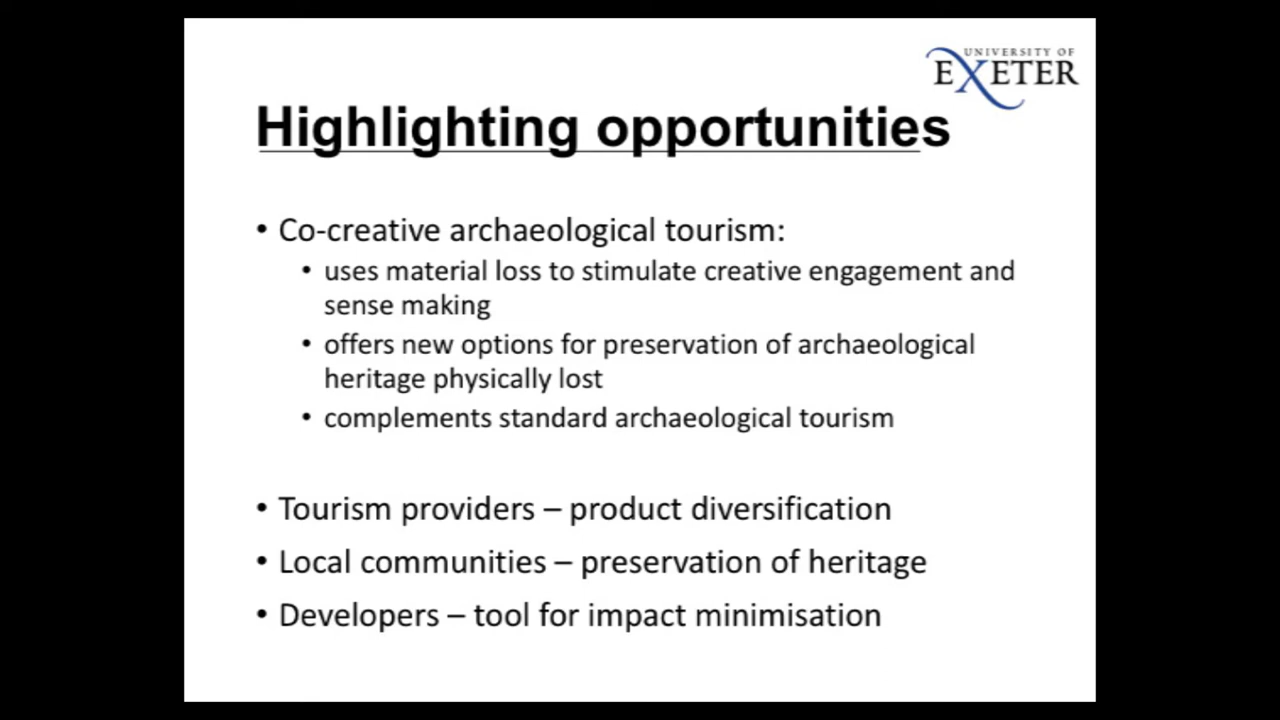 UNIVERSITY OF
EXETER
Highlighting opportunities
• Co-creative archaeological tourism:
• uses material loss to stimulate creative engagement and
sense making
• offers new options for preservation of archaeological
heritage physically lost
• complements standard archaeological tourism
• Tourism providers – product diversification
• Local communities – preservation of heritage
• Developers – tool for impact minimisation